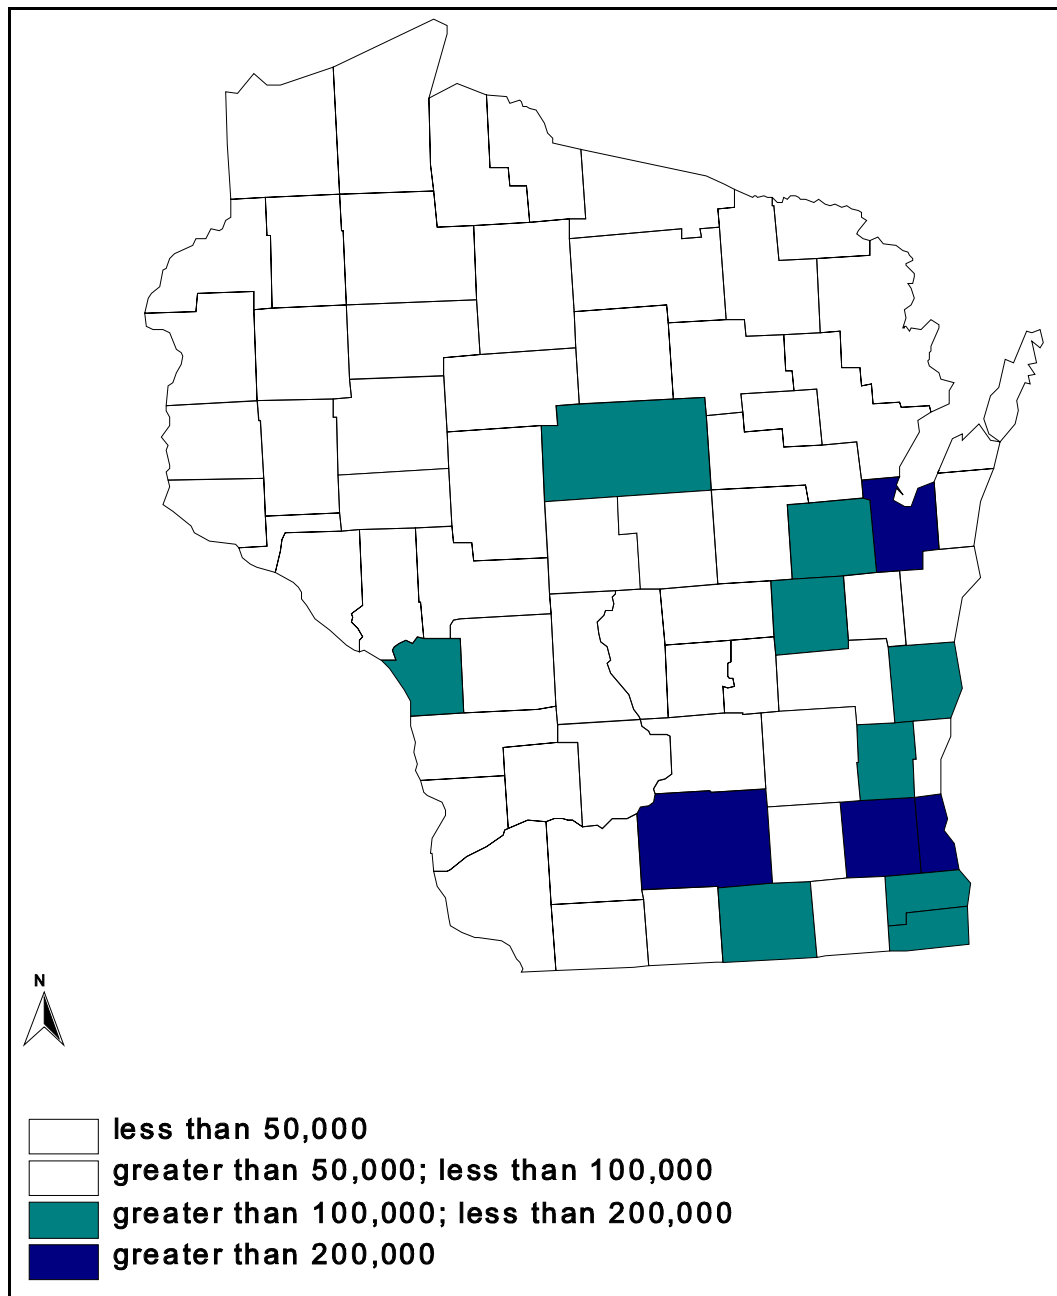 N
less than 50,000
greater than 50,000; less than 100,000
greater than 100,000; less than 200,000
greater than 200,000